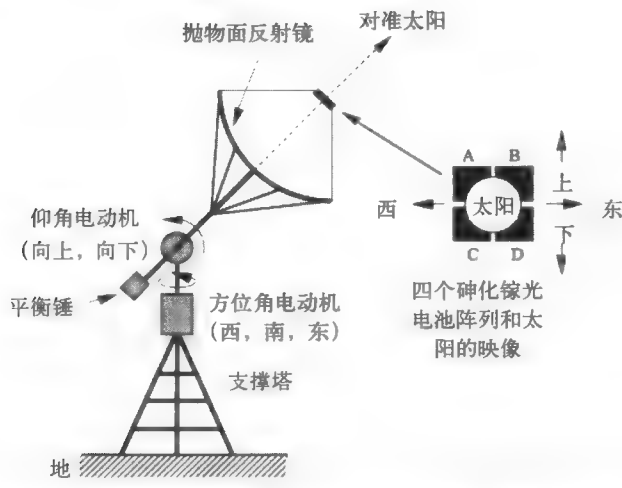 抛物面反射镜
对准太阳
A B
上
西 太阳 东
下
C D
仰角电动机
(向上，向下)
四个砷化镓光
电池阵列和太
阳的映像
平衡锤
方位角电动机
(西，南，东)
支撑塔
地